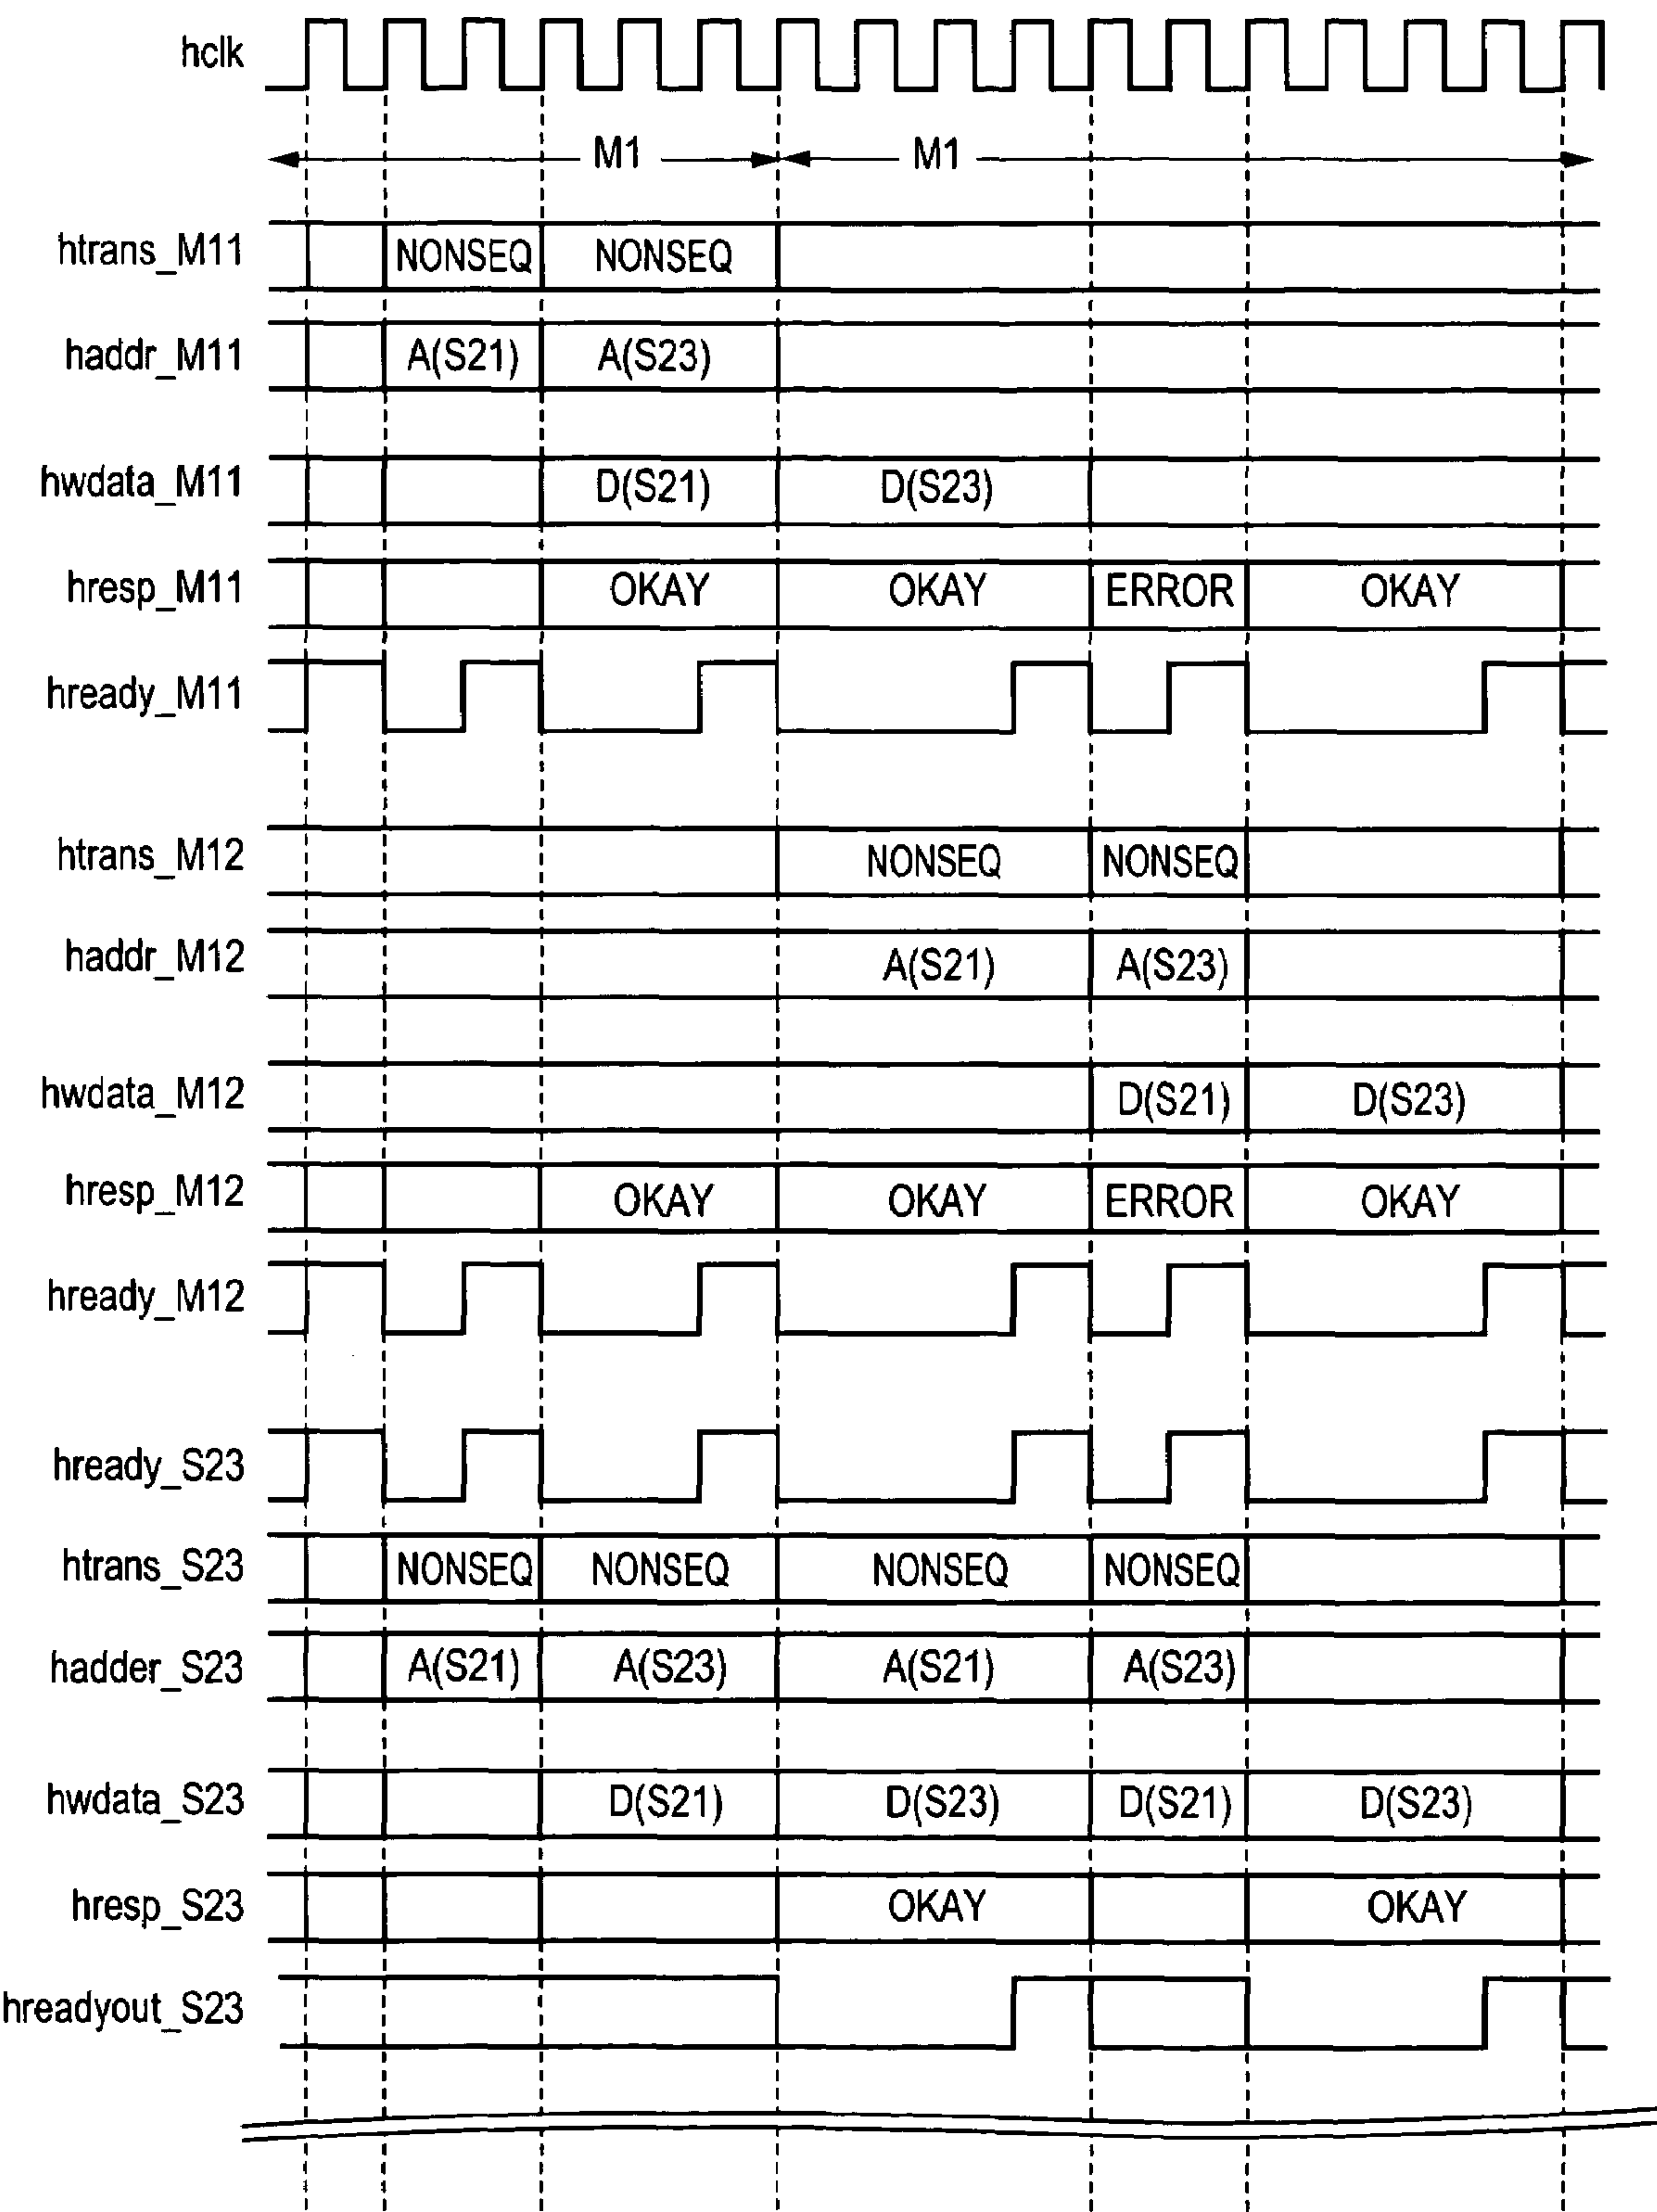 hclk
M1 M1
htrans_M11 NONSEQ NONSEQ
haddr_M11 A(S21) A(S23)
hwdata_M11 D(S21) D(S23)
hresp_M11 OKAY OKAY ERROR OKAY
hready_M11
htrans_M12 NONSEQ NONSEQ
haddr_M12 A(S21) A(S23)
hwdata_M12 D(S21) D(S23)
hresp_M12 OKAY OKAY ERROR OKAY
hready_M12
hready_S23
htrans_S23 NONSEQ NONSEQ NONSEQ NONSEQ
hadder_S23 A(S21) A(S23) A(S21) A(S23)
hwdata_S23 D(S21) D(S23) D(S21) D(S23)
hresp_S23 OKAY OKAY
hreadyout_S23